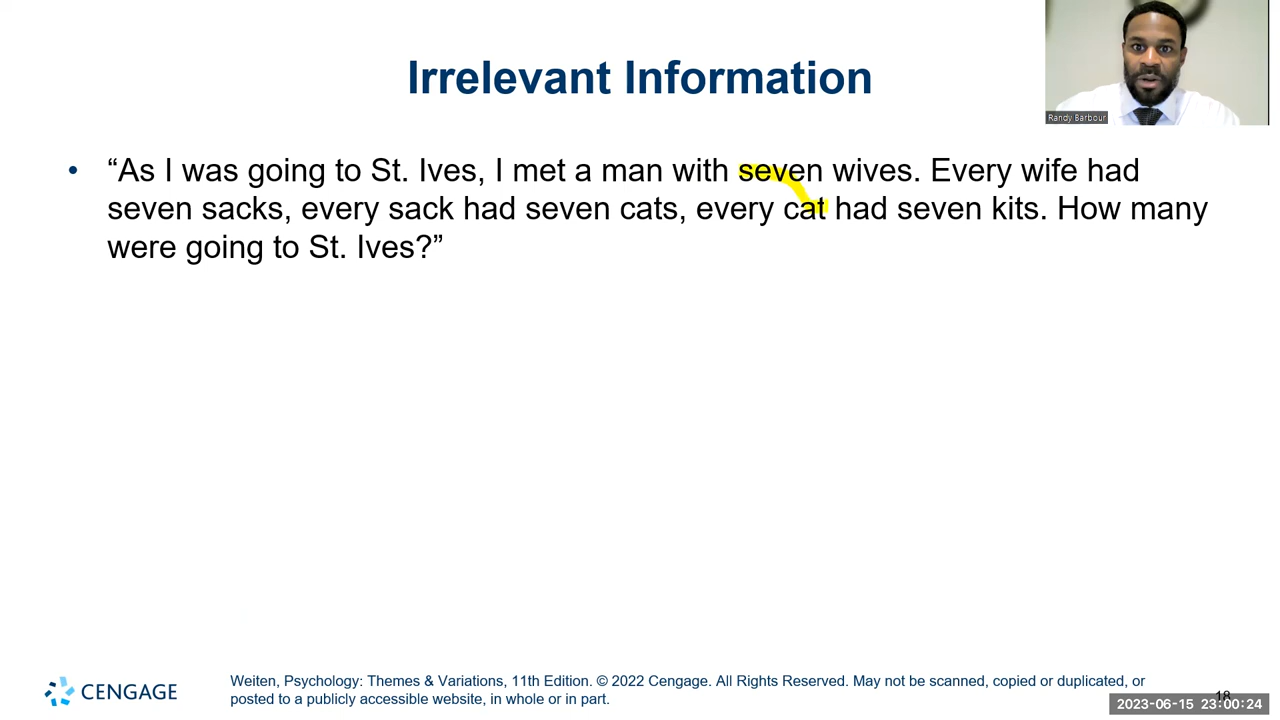 Irrelevant Information
Randy Barbour
• “As I was going to St. Ives, I met a man with seven wives. Every wife had
seven sacks, every sack had seven cats, every cat had seven kits. How many
were going to St. Ives?”
CENGAGE
Weiten, Psychology: Themes & Variations, 11th Edition. © 2022 Cengage. All Rights Reserved. May not be scanned, copied or duplicated, or
posted to a publicly accessible website, in whole or in part.
18
2023-06-15 23:00:24